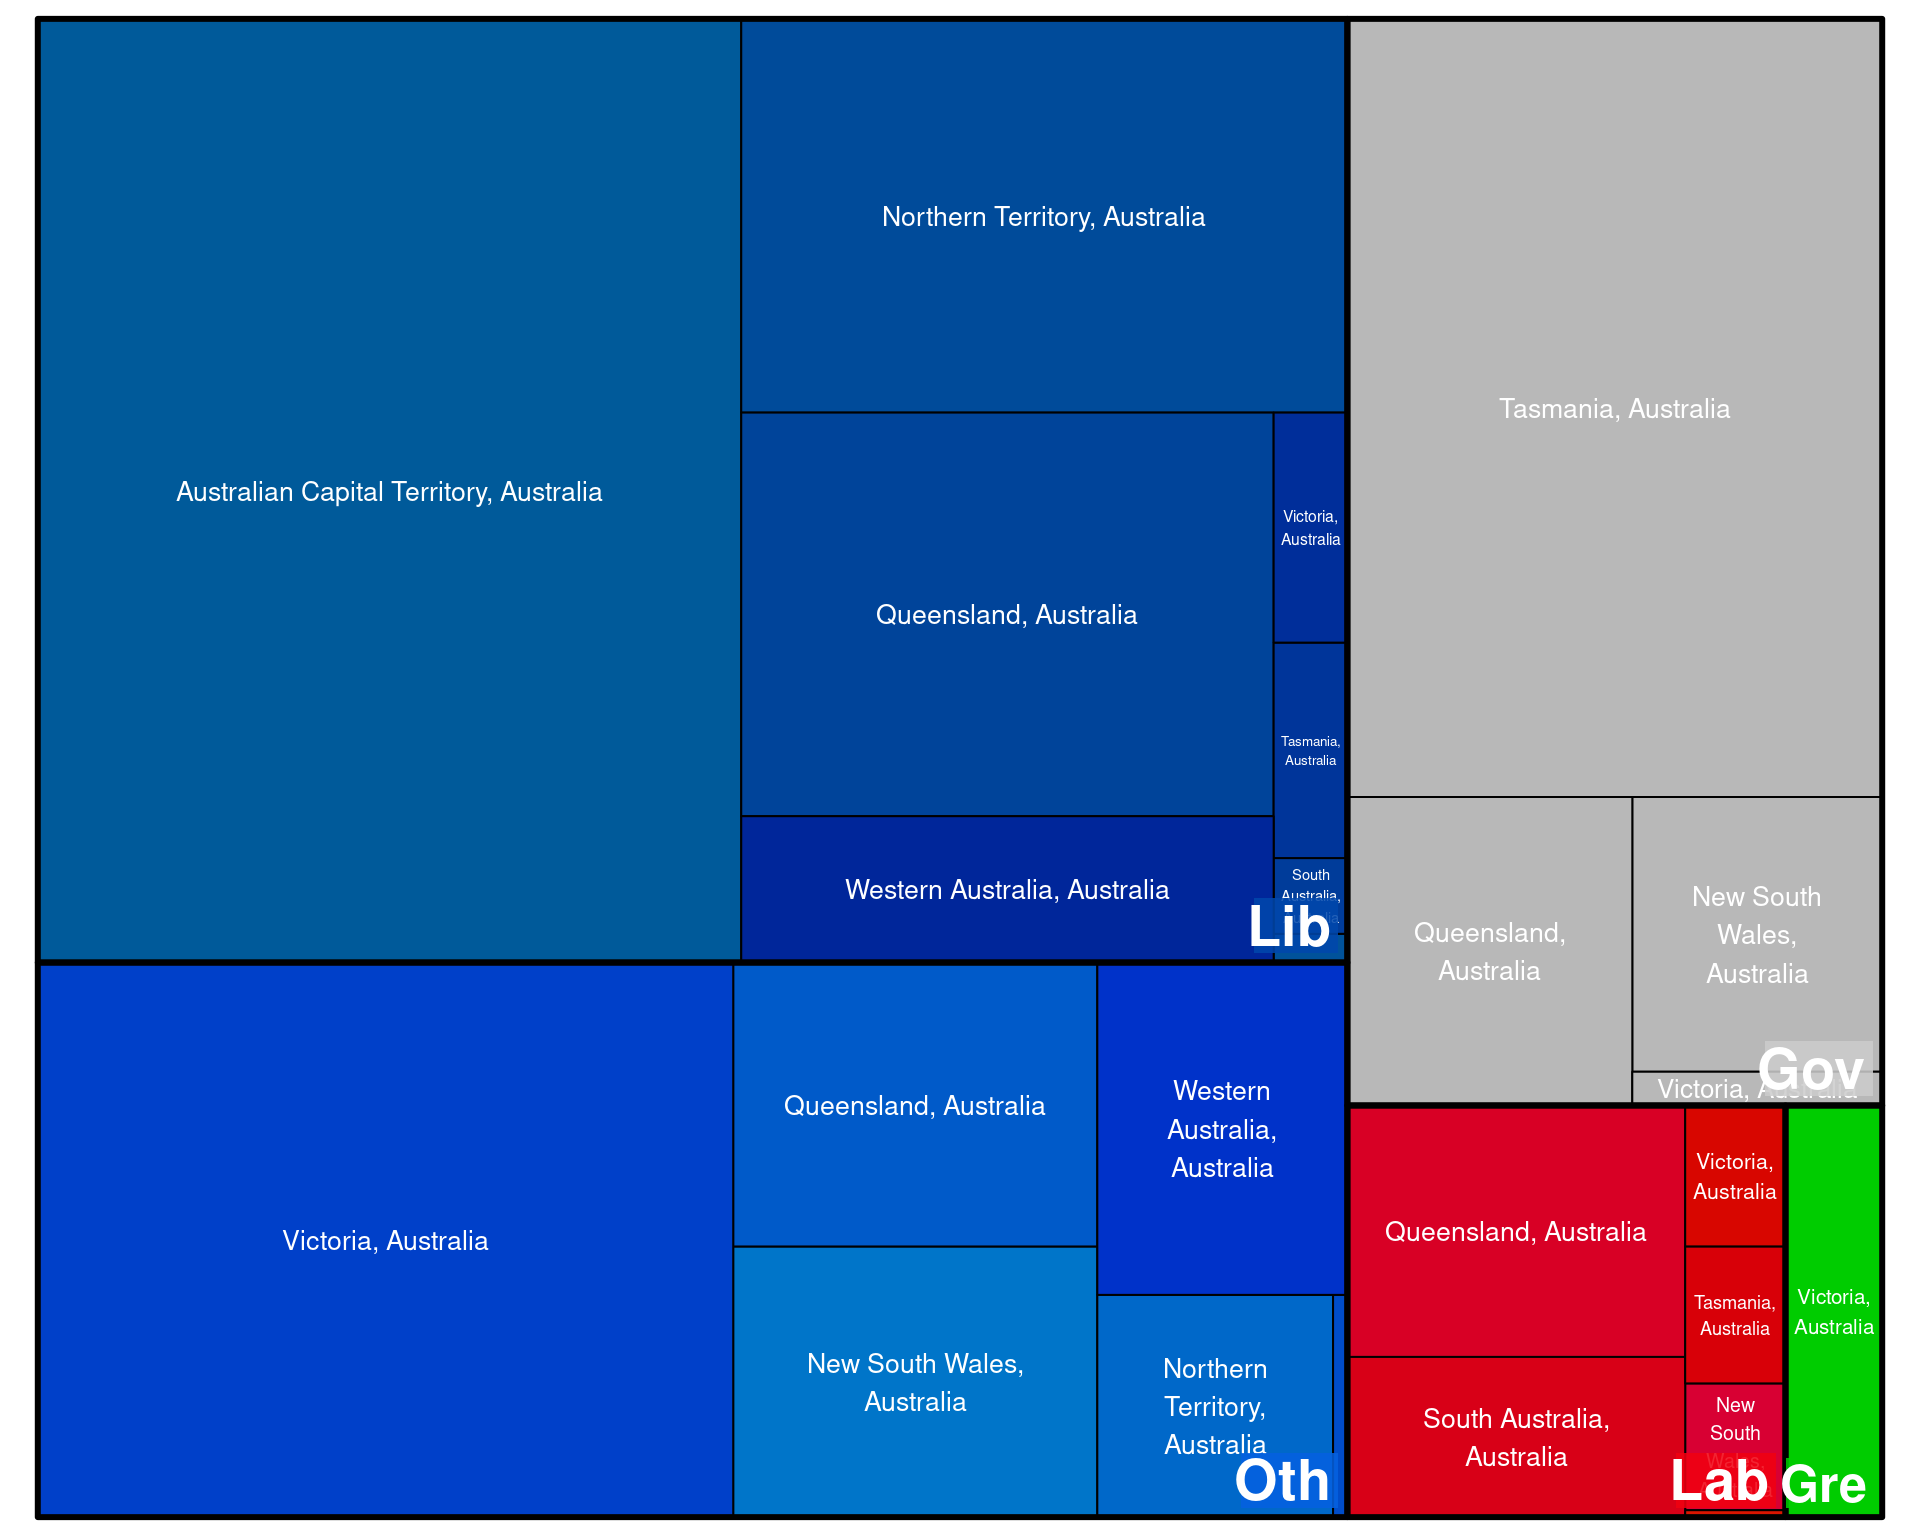 Australian Capital Territory, Australia
Northern Territory, Australia
Queensland, Australia
Victoria,
Australia
Tasmania,
Australia
Western Australia, Australia
South
Australia,
Lib
Tasmania, Australia
Queensland,
Australia
New South
Wales,
Australia
Victoria, Australia
Gov
Victoria, Australia
Queensland, Australia
New South Wales,
Australia
Western
Australia,
Australia
Northern
Territory,
Australia
Oth
Queensland, Australia
South Australia,
Australia
Victoria,
Australia
Tasmania,
Australia
New
South
Wales,
Lab
Victoria,
Australia
Gre